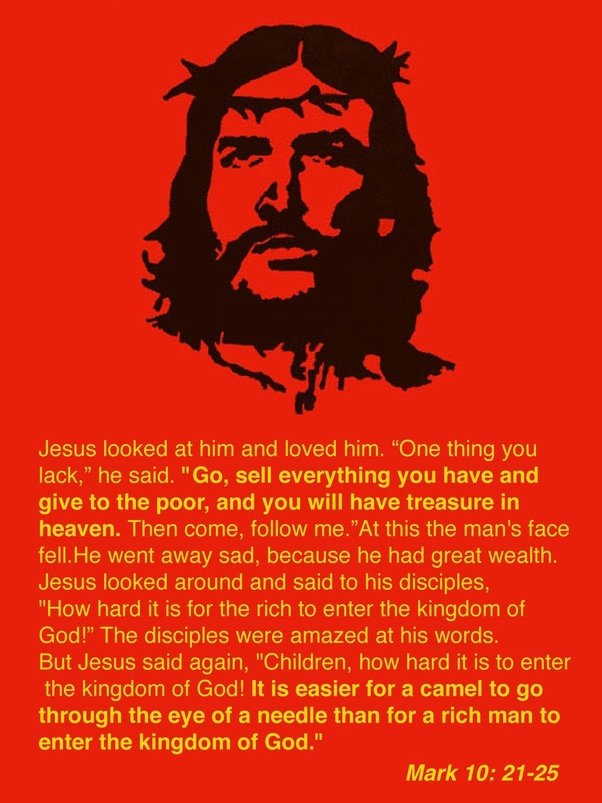 Jesus looked at him and loved him. “One thing you
lack,” he said. "Go, sell everything you have and
give to the poor, and you will have treasure in
heaven. Then come, follow me.”At this the man's face
fell.He went away sad, because he had great wealth.
Jesus looked around and said to his disciples,
"How hard it is for the rich to enter the kingdom of
God!” The disciples were amazed at his words.
But Jesus said again, "Children, how hard it is to enter
the kingdom of God! It is easier for a camel to go
through the eye of a needle than for a rich man to
enter the kingdom of God."
Mark 10: 21-25